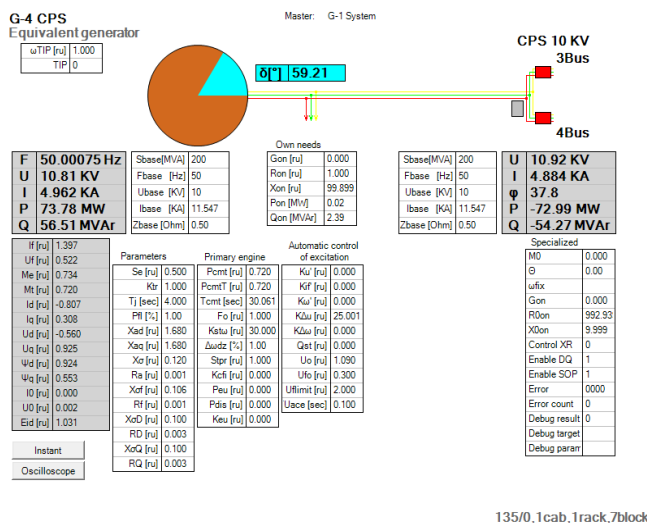 G-4 CPS
Master: G-1 System
Equivalent generator
ωTIP [ru] 1.000
TIP 0
δ[°] 59.21
CPS 10 KV
3Bus
4Bus
F 50.00075 Hz
U 10.81 KV
I 4.962 KA
P 73.78 MW
Q 56.51 MVAr
Sbase[MVA] 200
Fbase [Hz] 50
Ubase [KV] 10
Ibase [KA] 11.547
Zbase [Ohm] 0.50
Own needs
Gon [ru] 0.000
Ron [ru] 1.000
Xon [ru] 99.899
Pon [MW] 0.02
Qon [MVAr] 2.39
Sbase[MVA] 200
Fbase [Hz] 50
Ubase [KV] 10
Ibase [KA] 11.547
Zbase [Ohm] 0.50
U 10.92 KV
I 4.884 KA
φ 37.8
P -72.99 MW
Q -54.27 MVAr
If [ru] 1.397
Uf [ru] 0.522
Me [ru] 0.734
Mt [ru] 0.720
Id [ru] -0.807
Iq [ru] 0.308
Ud [ru] -0.560
Uq [ru] 0.925
Ψd [ru] 0.924
Ψq [ru] 0.553
I0 [ru] 0.000
U0 [ru] 0.002
Eid [ru] 1.031
Instant
Oscilloscope
Parameters
Se [ru] 0.500
Ktr 1.000
Tj [sec] 4.000
Pfl [%] 1.00
Xad [ru] 1.680
Xaq [ru] 1.680
Xσ [ru] 0.120
Ra [ru] 0.001
Xσf [ru] 0.106
Rf [ru] 0.001
XσD [ru] 0.100
RD [ru] 0.003
XσQ [ru] 0.100
RQ [ru] 0.003
Primary engine
Pcmt [ru] 0.720
PcmtT [ru] 0.720
Tcmt [sec] 30.061
Fo [ru] 1.000
Kstu [ru] 30.000
Δωdz [%] 1.00
Stpr [ru] 1.000
Kcfi [ru] 0.000
Peu [ru] 0.000
Pdis [ru] 0.000
Keu [ru] 0.000
Automatic control
of excitation
Ku' [ru] 0.000
Kif' [ru] 0.000
Kω' [ru] 0.000
KΔu [ru] 25.001
KΔω [ru] 0.000
Qst [ru] 0.000
Uo [ru] 1.090
Ufo [ru] 0.300
Uflimit [ru] 2.000
Uace [sec] 0.100
Specialized
M0 0.000
Θ 0.00
ωfix
Gon 0.000
R0on 992.93
X0on 9.999
Control XR 0
Enable DQ 1
Enable SOP 1
Error 0000
Error count 0
Debug result 0
Debug target
Debug param
135/0,1cab,1rack,7block